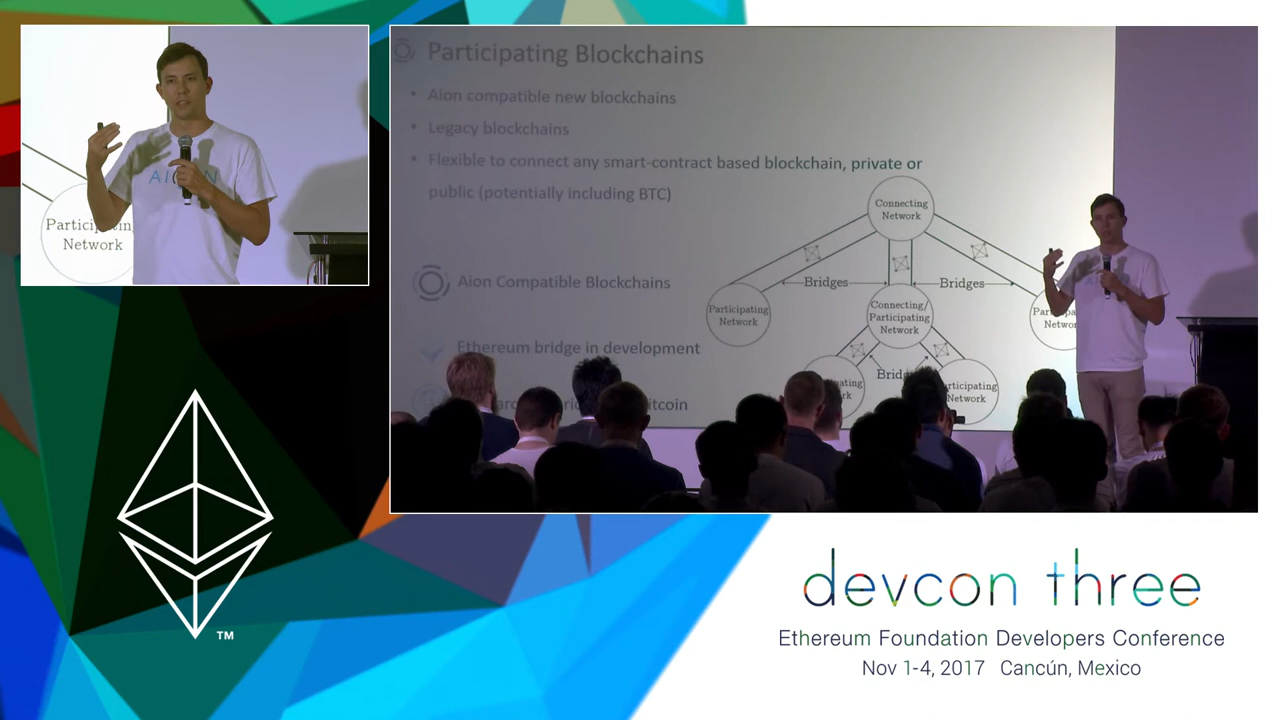 Participating Blockchains
• Aion compatible new blockchains
• Legacy blockchains
• Flexible to connect any smart-contract based blockchain, private or
public (potentially including BTC)
Connecting
Network
Bridges
Bridges
Participating
Network
Connecting/
Participating
Network
Aion Compatible Blockchains
Ethereum bridge in development
Participating
Network
TM
devcon three
Ethereum Foundation Developers Conference
Nov 1-4, 2017 Cancún, Mexico